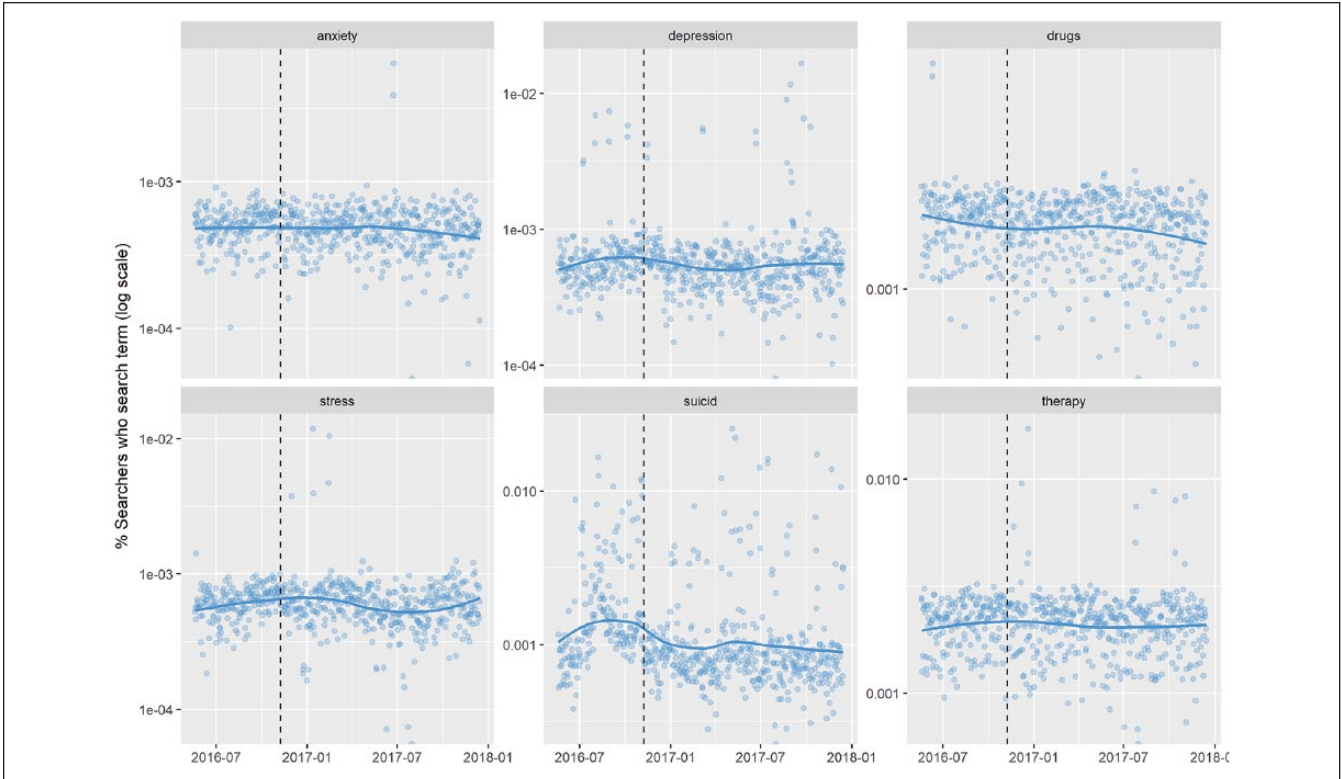 anxiety
depression
drugs
1e-03
1e-04
1e-02
1e-03
1e-04
0.001
% Searchers who search term (log scale)
stress
suicid
therapy
1e-02
1e-03
1e-04
0.010
0.001
0.010
0.001
2016-07 2017-01 2017-07 2018-01
2016-07 2017-01 2017-07 2018-01
2016-07 2017-01 2017-07 2018-0